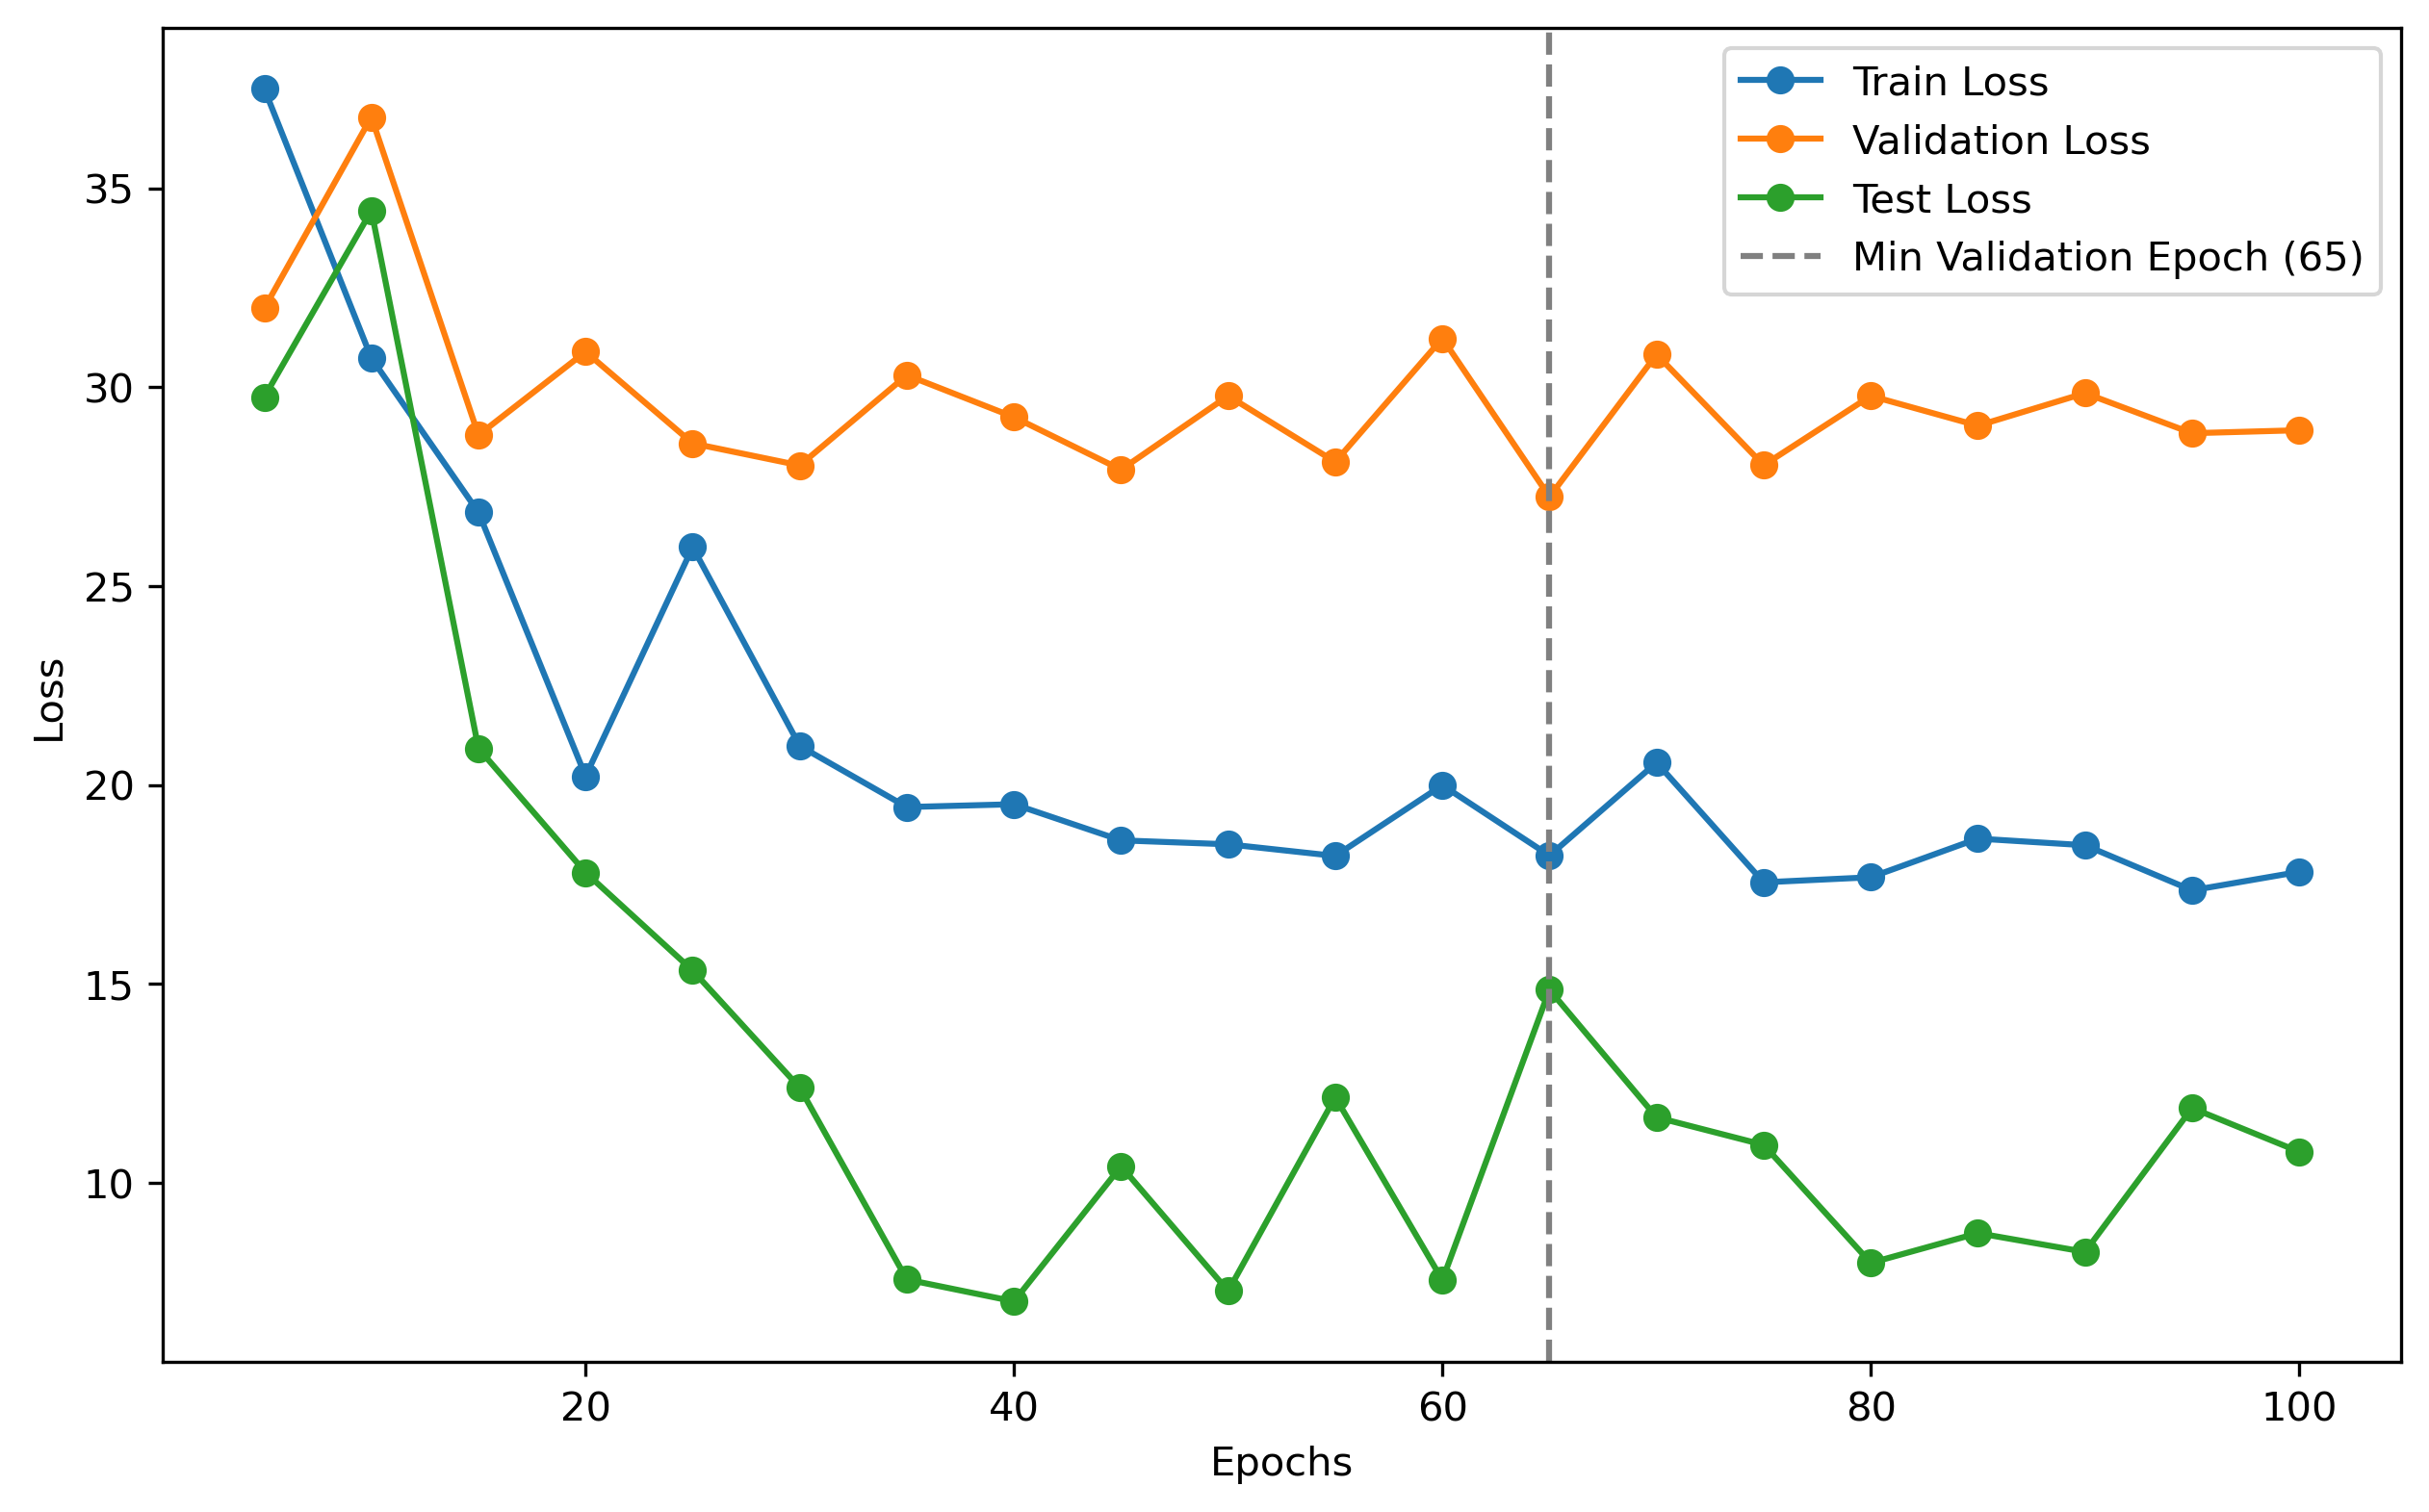 Train Loss
Validation Loss
Test Loss
Min Validation Epoch (65)
35
30
25
20
15
10
Loss
20 40 60 80 100
Epochs